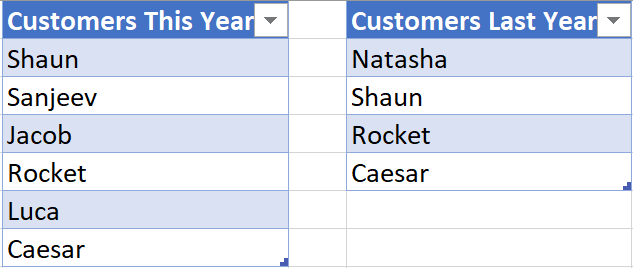 Customers This Year
Shaun
Sanjeev
Jacob
Rocket
Luca
Caesar
Customers Last Year
Natasha
Shaun
Rocket
Caesar